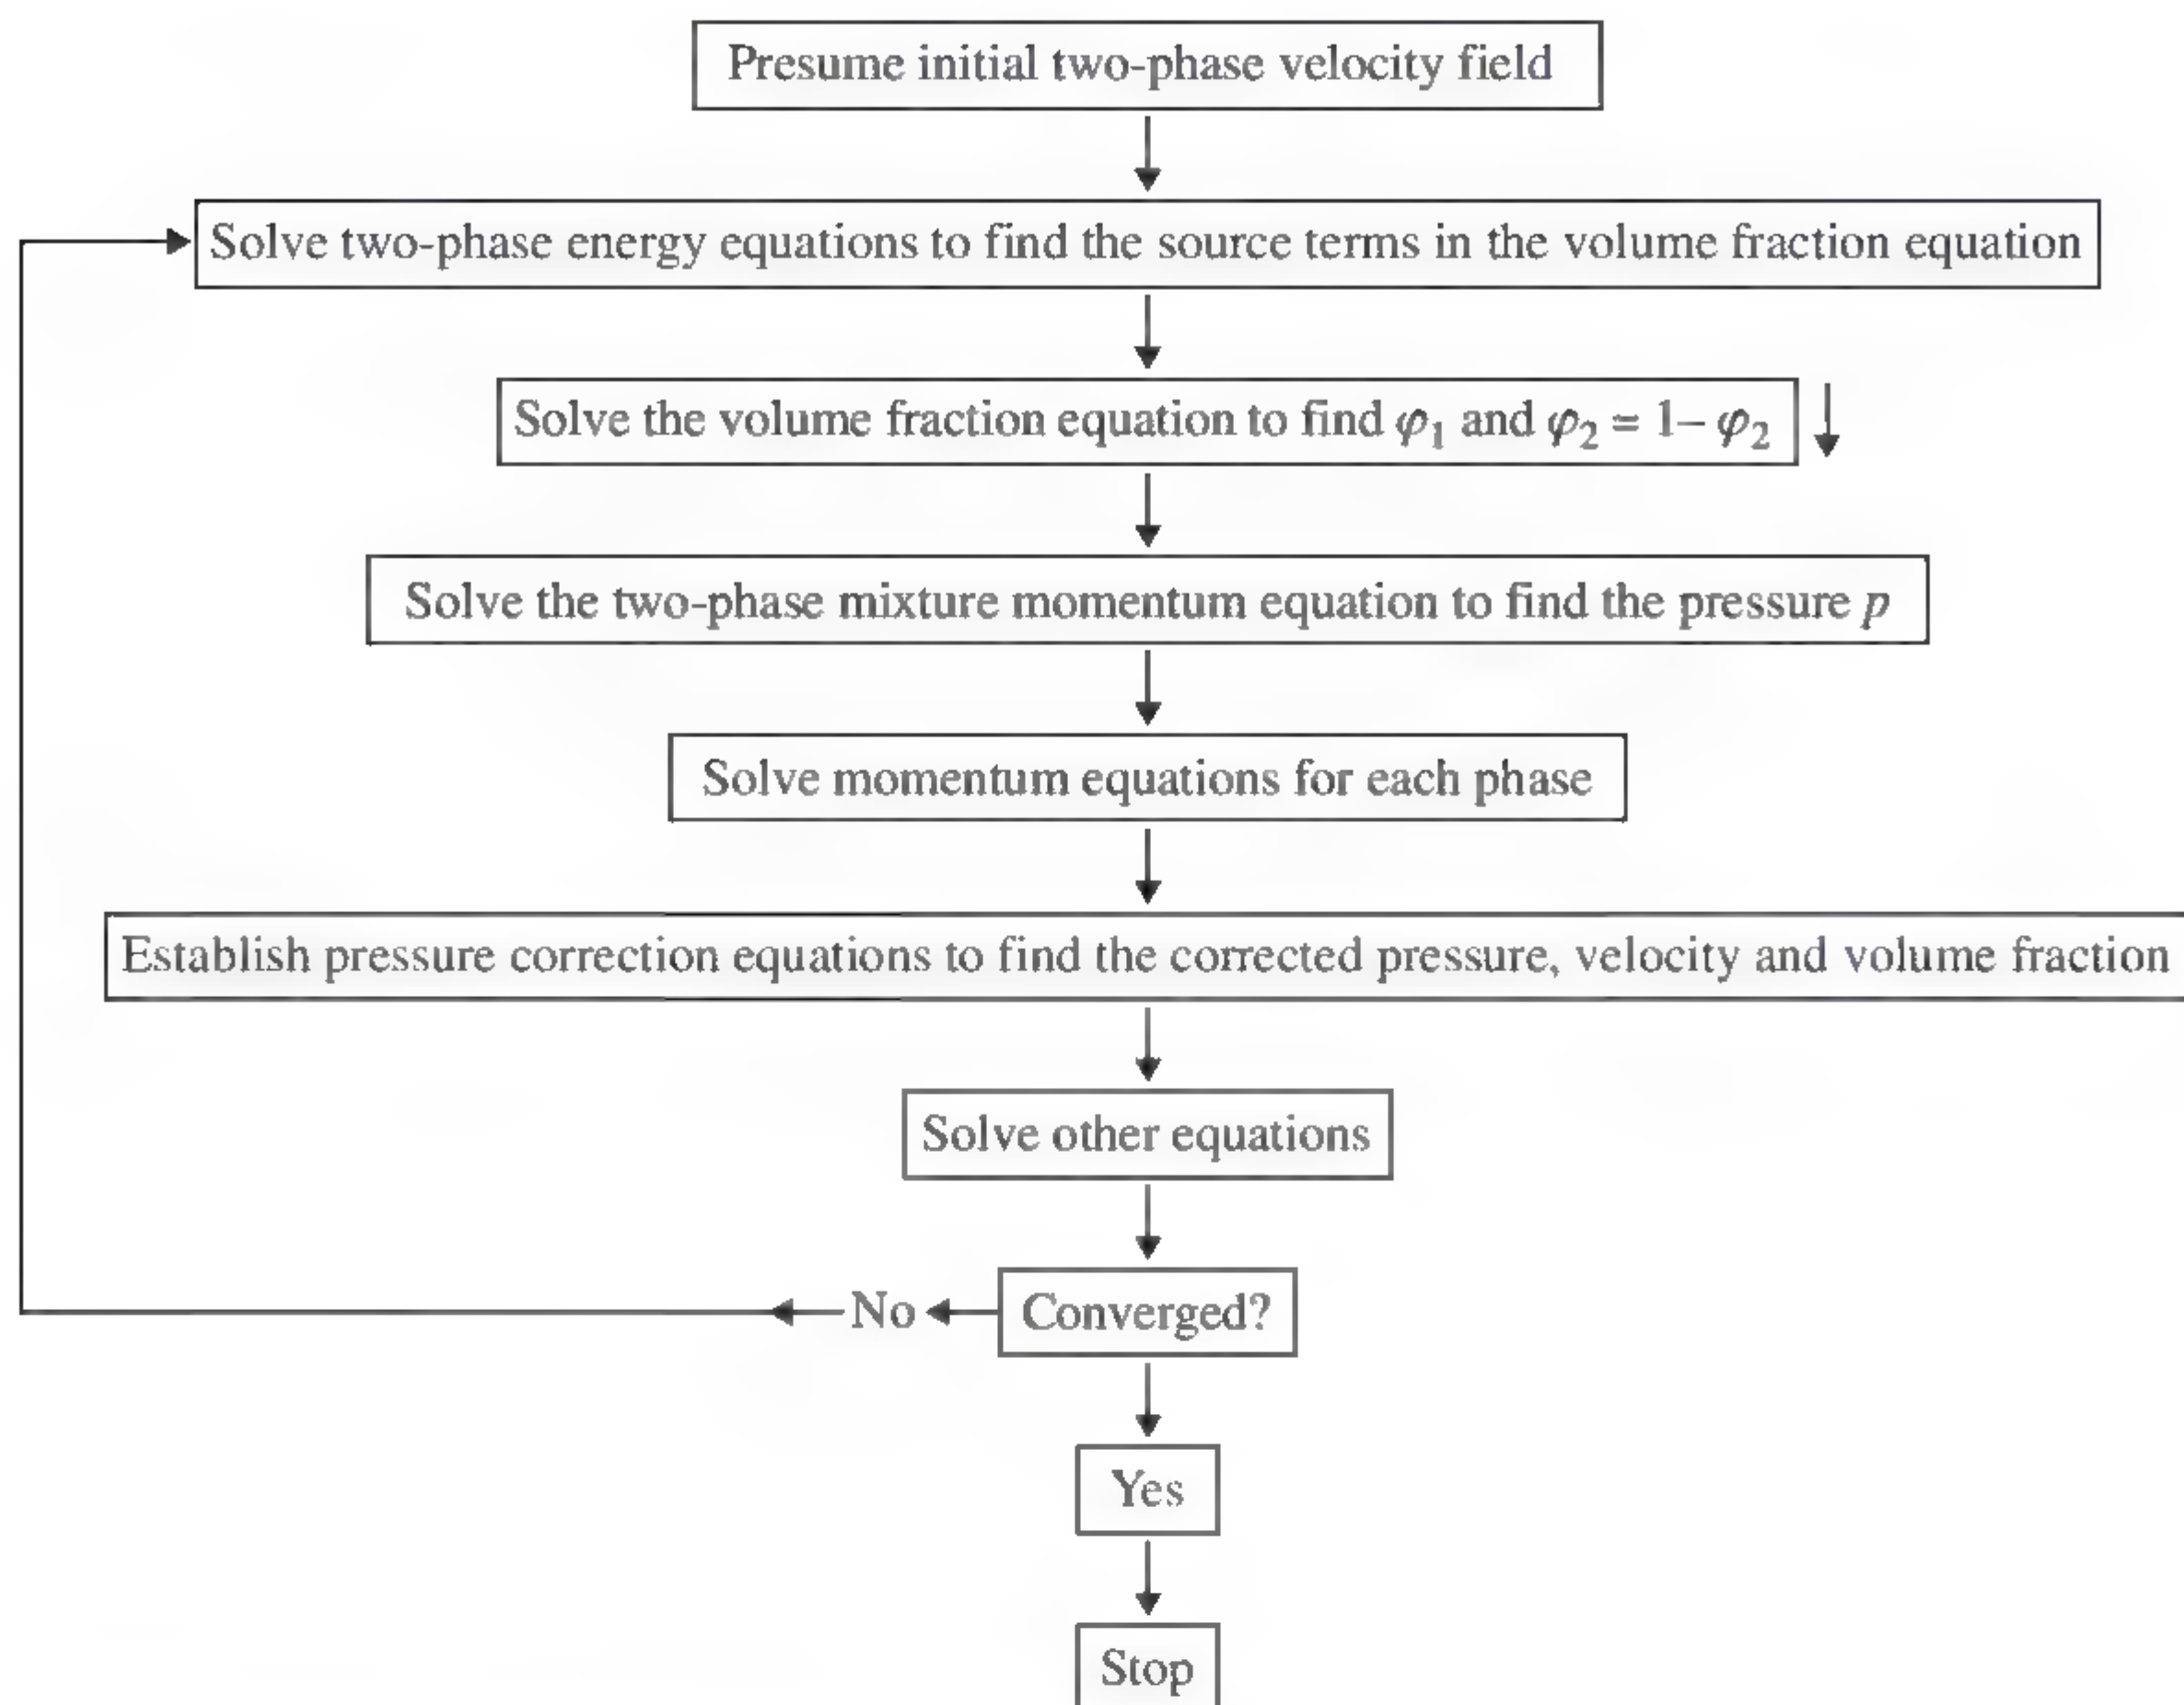 Presume initial two-phase velocity field
Solve two-phase energy equations to find the source terms in the volume fraction equation
Solve the volume fraction equation to find φ₁ and φ₂ = 1– φ₂
Solve the two-phase mixture momentum equation to find the pressure p
Solve momentum equations for each phase
Establish pressure correction equations to find the corrected pressure, velocity and volume fraction
Solve other equations
No
Converged?
Yes
Stop